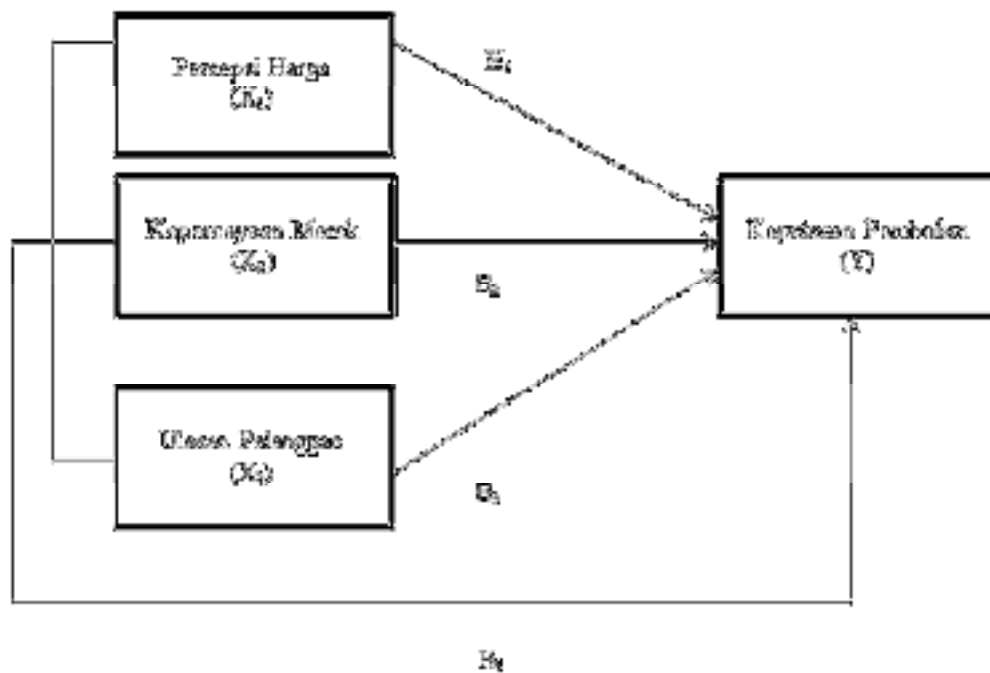 Persepsi Harga
(X₁)
H₁
Kepercayaan Merek
(X₂)
Keputusan Pembelian
(Y)
H₂
Ulasan Pelanggan
(X₃)
H₃
H₄